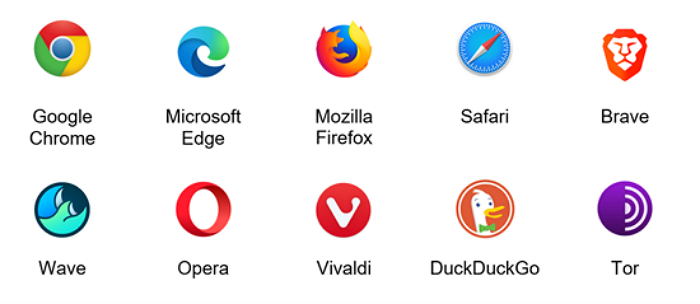 Google
Chrome
Microsoft
Edge
Mozilla
Firefox
Safari
Brave
Wave
Opera
Vivaldi
DuckDuckGo
Tor